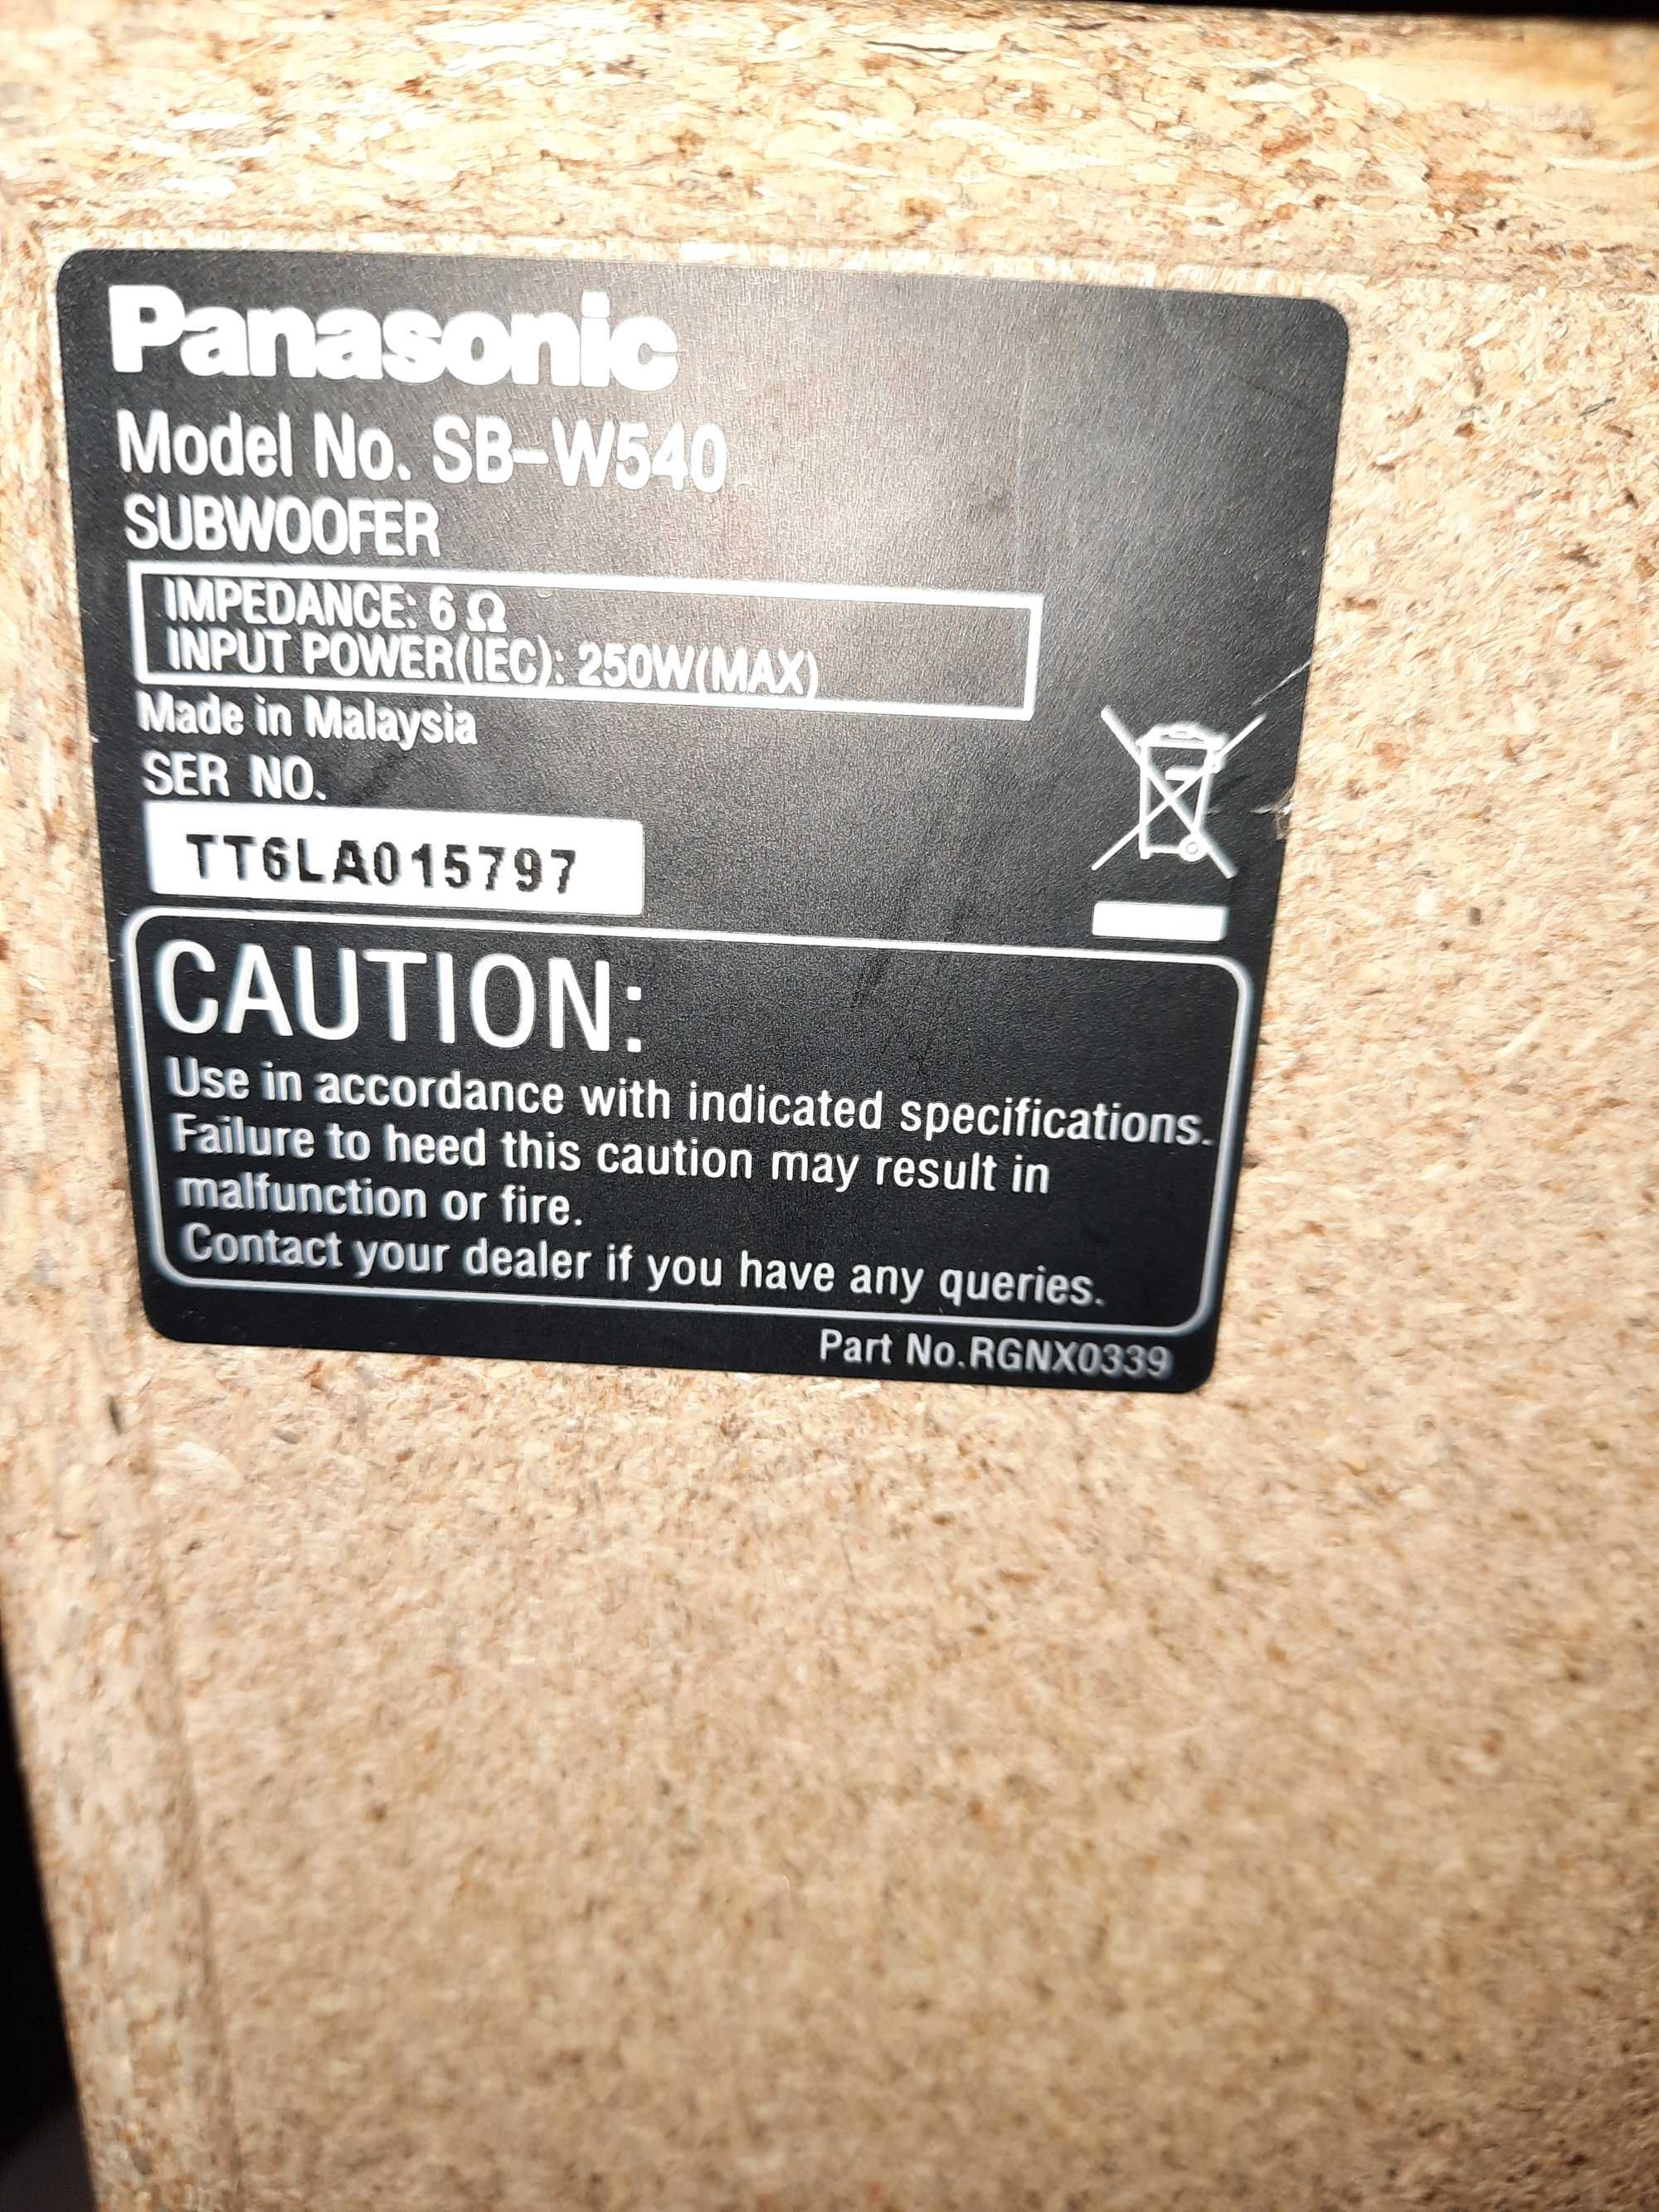 Panasonic
Model No. SB-W540
SUBWOOFER
IMPEDANCE: 6 Ω
INPUT POWER(IEC): 250W(MAX)
Made in Malaysia
SER NO.
TT6LA015797
CAUTION:
Use in accordance with indicated specifications.
Failure to heed this caution may result in
malfunction or fire.
Contact your dealer if you have any queries.
Part No.RGNX0339